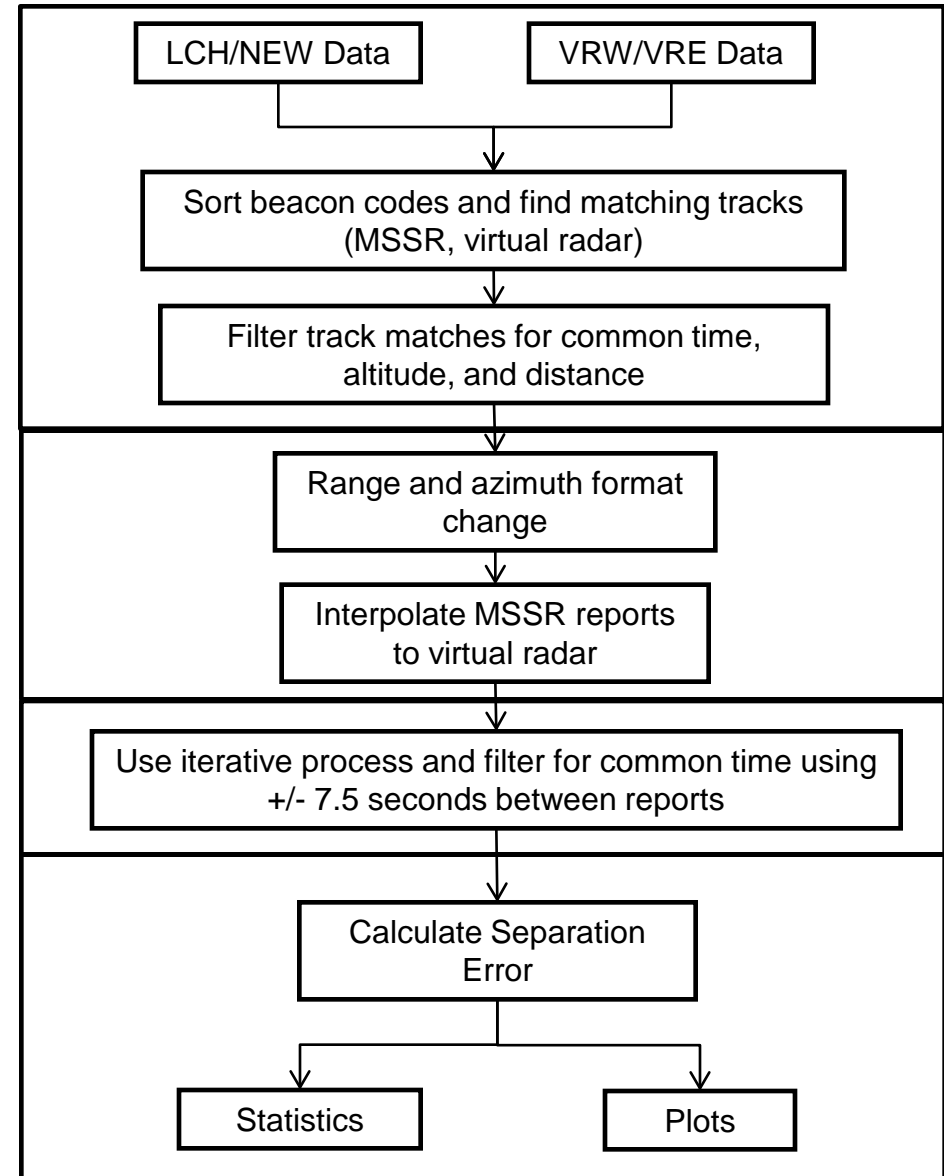 LCH/NEW Data
VRW/VRE Data
Sort beacon codes and find matching tracks
(MSSR, virtual radar)
Filter track matches for common time,
altitude, and distance
Range and azimuth format
change
Interpolate MSSR reports
to virtual radar
Use iterative process and filter for common time using
+/- 7.5 seconds between reports
Calculate Separation
Error
Statistics
Plots